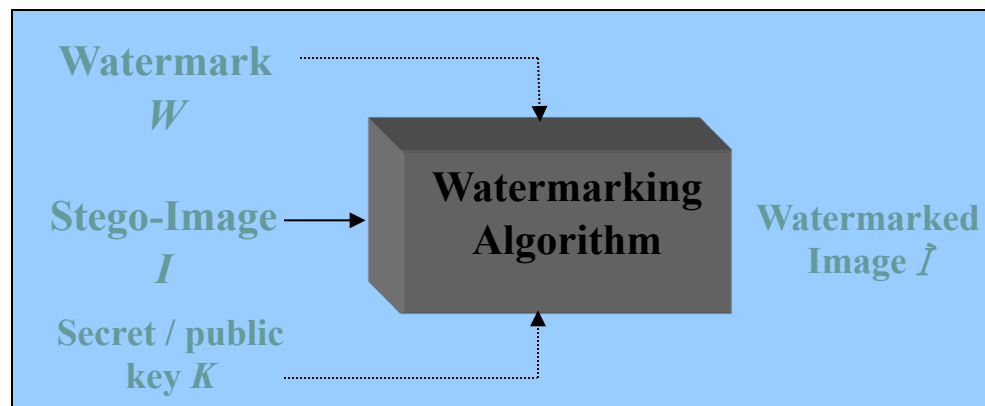 Watermark
W
Stego-Image
I
Secret / public
key K
Watermarking
Algorithm
Watermarked
Image Ĩ